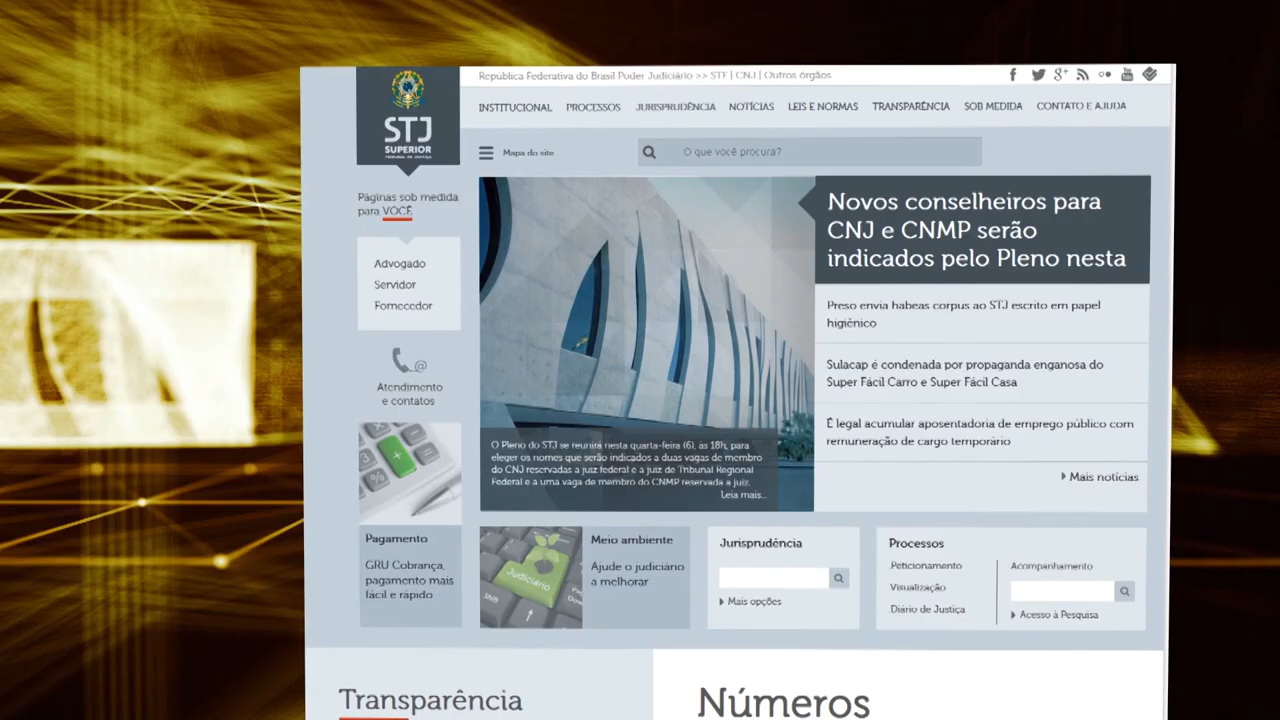 República Federativa do Brasil Poder Judiciário >> STF | CNJ | Outros órgãos
STJ
SUPERIOR
TRIBUNAL DA JUSTIÇA
INSTITUCIONAL PROCESSOS JURISPRUDÊNCIA NOTÍCIAS LEIS E NORMAS TRANSPARÊNCIA SOB MEDIDA CONTATO E AJUDA
Mapa do site
O que você procura?
Páginas sob medida
para VOCÊ
Advogado
Servidor
Fornecedor
Atendimento
e contatos
Pagamento
GRU Cobrança,
pagamento mais
fácil e rápido
O Pleno do STJ se reunirá nesta quarta-feira (6), às 18h, para
eleger os nomes que serão indicados a duas vagas de membro
do CNJ reservadas a juiz federal e a juiz de Tribunal Regional
Federal e a uma vaga de membro do CNMP reservada a juiz.
Leia mais...
Novos conselheiros para
CNJ e CNMP serão
indicados pelo Pleno nesta
Preso envia habeas corpus ao STJ escrito em papel
higiênico
Sulacap é condenada por propaganda enganosa do
Super Fácil Carro e Super Fácil Casa
É legal acumular aposentadoria de emprego público com
remuneração de cargo temporário
Mais notícias
Judiciário
Shift
Meio ambiente
Ajude o judiciário
a melhorar
Jurisprudência
Mais opções
Processos
Peticionamento
Visualização
Diário de Justiça
Acompanhamento
Acesso à Pesquisa
Transparência
Números